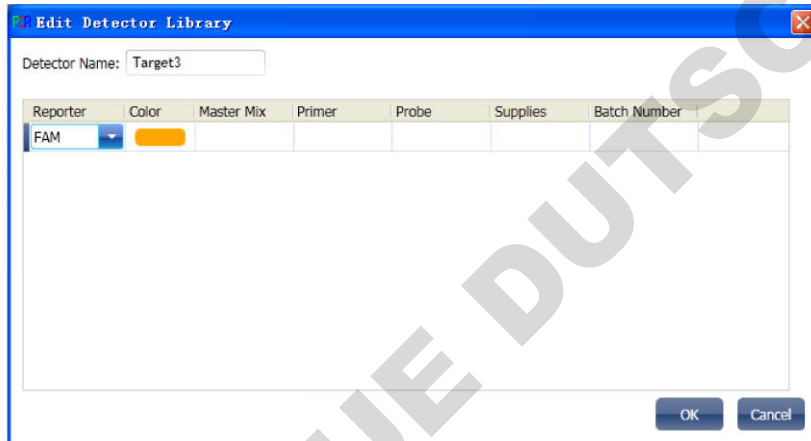 PCR Edit Detector Library
Detector Name: Target3
Reporter Color Master Mix Primer Probe Supplies Batch Number
FAM
OK Cancel
UE DUTSC